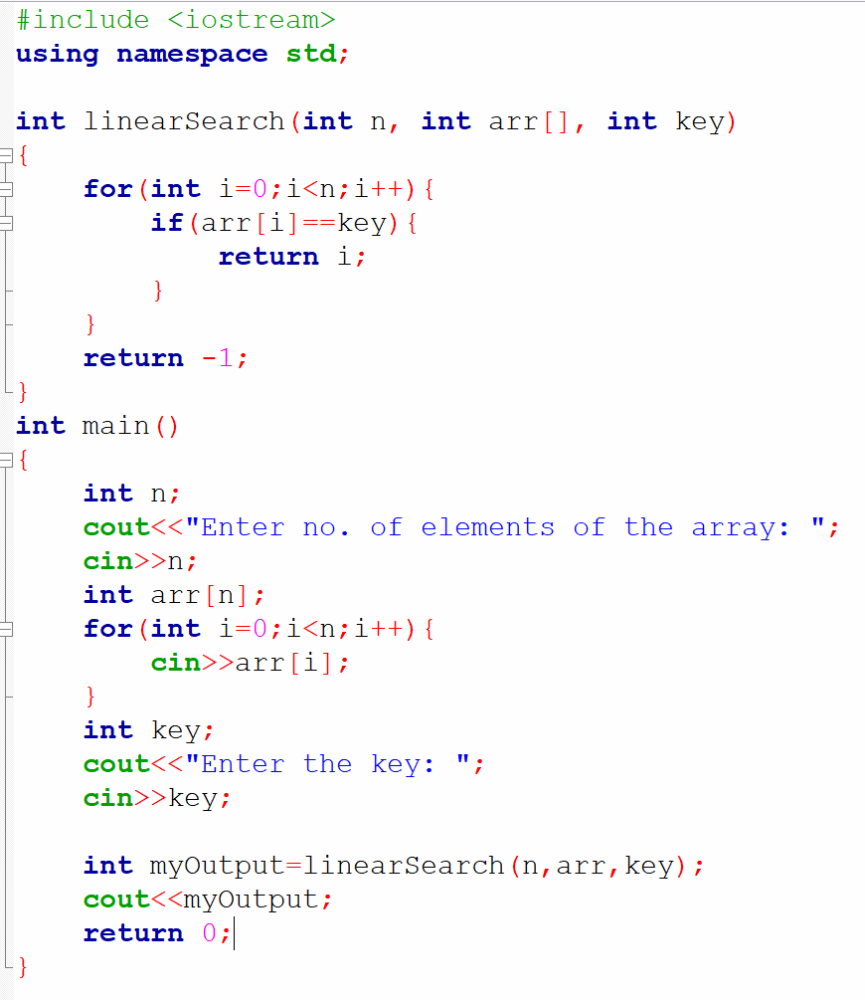 #include <iostream>
using namespace std;
int linearSearch(int n, int arr[], int key)
{
    for(int i=0;i<n;i++){
        if(arr[i]==key){
            return i;
        }
    }
    return -1;
}
int main()
{
    int n;
    cout<<"Enter no. of elements of the array: ";
    cin>>n;
    int arr[n];
    for(int i=0;i<n;i++){
        cin>>arr[i];
    }
    int key;
    cout<<"Enter the key: ";
    cin>>key;
    int myOutput=linearSearch(n,arr,key);
    cout<<myOutput;
    return 0;
}